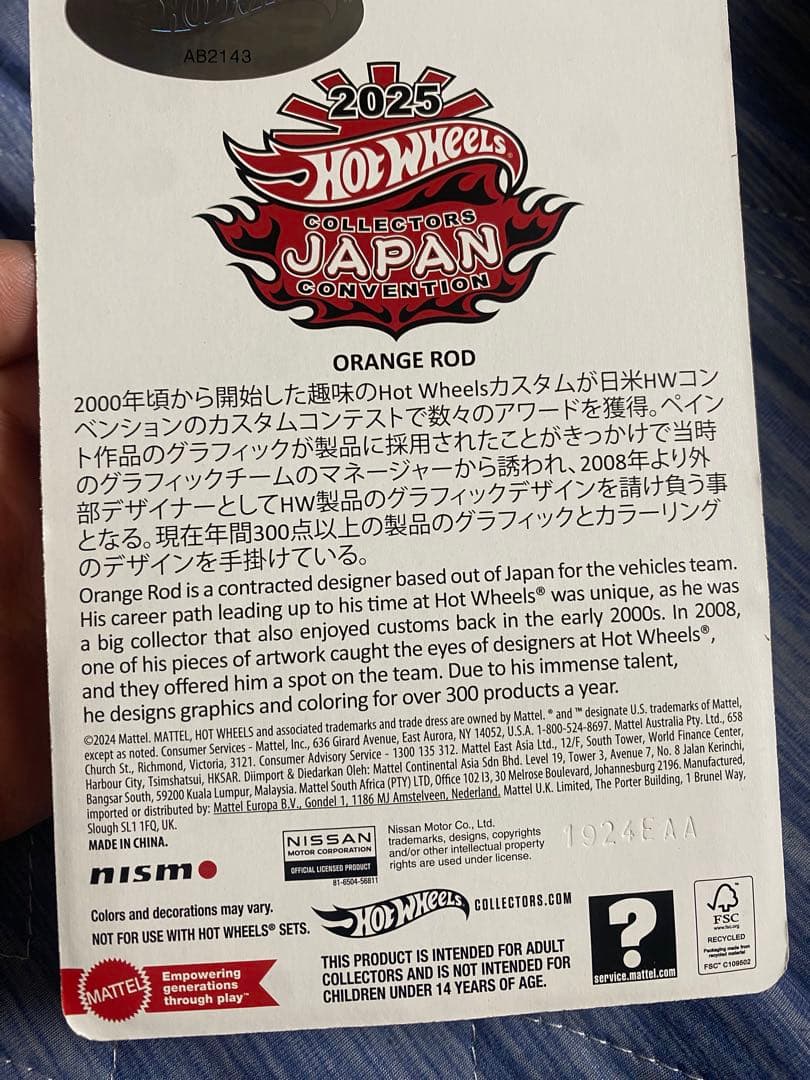 AB2143
2025
HOT WHEELS®
COLLECTORS
JAPAN
CONVENTION
ORANGE ROD
2000年頃から開始した趣味のHot Wheelsカスタムが日米HWコン
ベンションのカスタムコンテストで数々のアワードを獲得。ペイン
ト作品のグラフィックが製品に採用されたことがきっかけで当時
のグラフィックチームのマネージャーから誘われ、2008年より外
部デザイナーとしてHW製品のグラフィックデザインを請け負う事
となる。現在年間300点以上の製品のグラフィックとカラーリング
のデザインを手掛けている。
Orange Rod is a contracted designer based out of Japan for the vehicles team.
His career path leading up to his time at Hot Wheels® was unique, as he was
a big collector that also enjoyed customs back in the early 2000s. In 2008,
one of his pieces of artwork caught the eyes of designers at Hot Wheels®,
and they offered him a spot on the team. Due to his immense talent,
he designs graphics and coloring for over 300 products a year.
©2024 Mattel. MATTEL, HOT WHEELS and associated trademarks and trade dress are owned by Mattel. ® and ™ designate U.S. trademarks of Mattel,
except as noted. Consumer Services - Mattel, Inc., 636 Girard Avenue, East Aurora, NY 14052, U.S.A. 1-800-524-8697. Mattel Australia Pty. Ltd., 658
Church St., Richmond, Victoria, 3121. Consumer Advisory Service - 1300 135 312. Mattel East Asia Ltd., 12/F, South Tower, World Finance Center,
Harbour City, Tsimshatsui, HKSAR. Diimport & Diedarkan Oleh: Mattel Continental Asia Sdn Bhd. Level 19, Tower 3, Avenue 7, No. 8 Jalan Kerinchi,
Bangsar South, 59200 Kuala Lumpur, Malaysia. Mattel South Africa (PTY) LTD, Office 102 I3, 30 Melrose Boulevard, Johannesburg 2196. Manufactured,
imported or distributed by: Mattel Europa B.V., Gondel 1, 1186 MJ Amstelveen, Nederland. Mattel U.K. Limited, The Porter Building, 1 Brunel Way,
Slough SL1 1FQ, UK.
MADE IN CHINA.
nismo
NISSAN
MOTOR CORPORATION
OFFICIAL LICENSED PRODUCT
81-6504-56811
Nissan Motor Co., Ltd.
trademarks, designs, copyrights
and/or other intellectual property
rights are used under license.
1924EAA
Colors and decorations may vary.
NOT FOR USE WITH HOT WHEELS® SETS.
HOT WHEELS COLLECTORS.COM
THIS PRODUCT IS INTENDED FOR ADULT
COLLECTORS AND IS NOT INTENDED FOR
CHILDREN UNDER 14 YEARS OF AGE.
?
service.mattel.com
FSC
www.fsc.org
RECYCLED
Packaging made from
recycled material
FSC® C109502
MATTEL
Empowering
generations
through play™